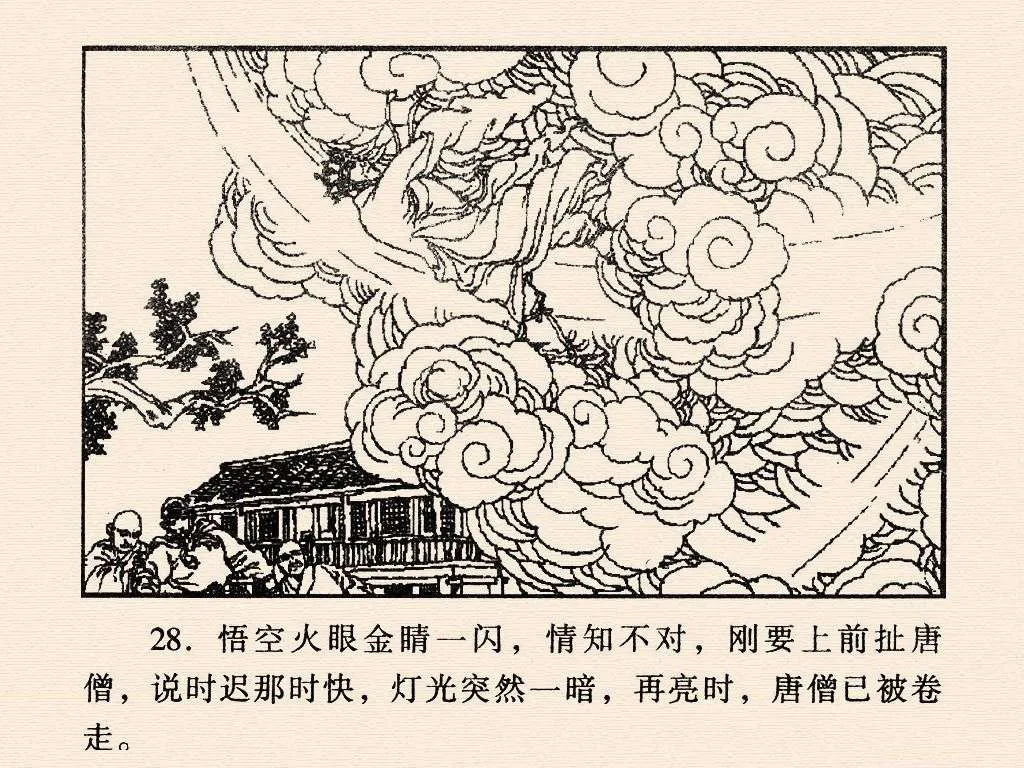 28. 悟空火眼金睛一闪，情知不对，刚要上前扯唐
僧，说时迟那时快，灯光突然一暗，再亮时，唐僧已被卷
走。